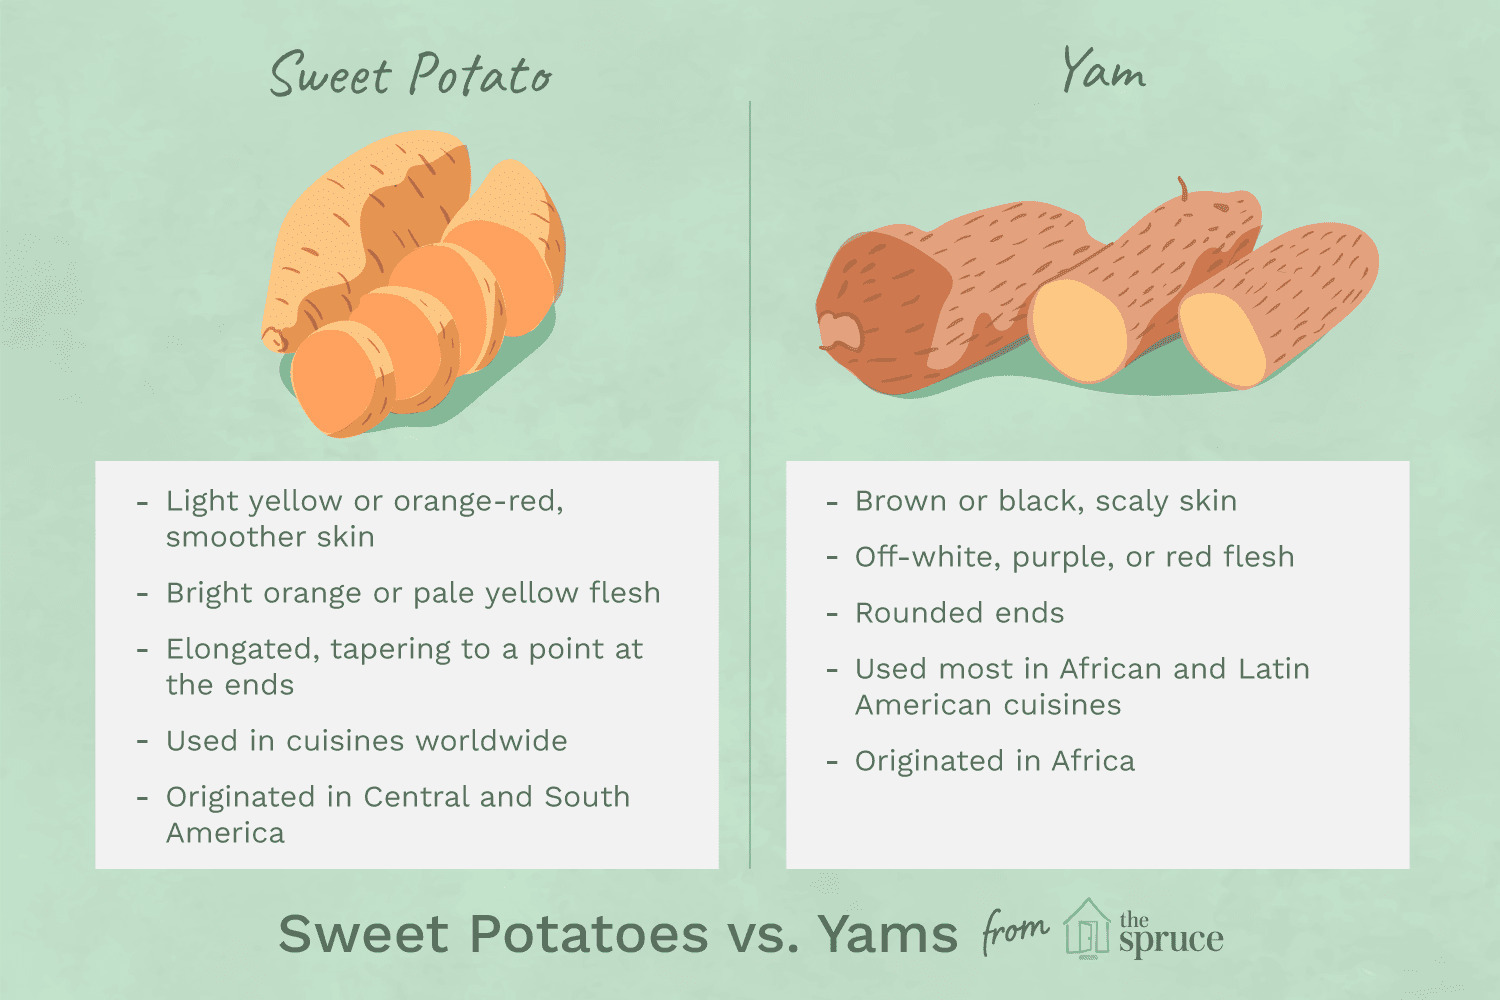 Sweet Potato
Yam
- Light yellow or orange-red,
smoother skin
- Bright orange or pale yellow flesh
- Elongated, tapering to a point at
the ends
- Used in cuisines worldwide
- Originated in Central and South
America
- Brown or black, scaly skin
- Off-white, purple, or red flesh
- Rounded ends
- Used most in African and Latin
American cuisines
- Originated in Africa
Sweet Potatoes vs. Yams from the spruce